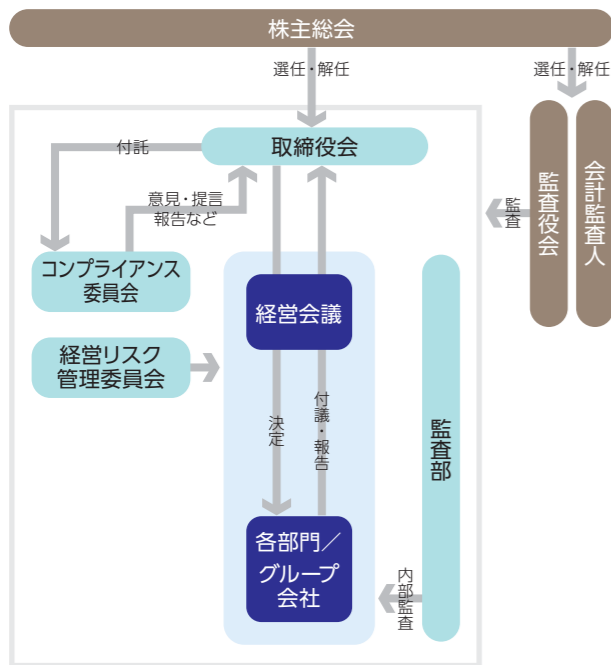 株主総会
選任・解任
選任・解任
取締役会
付託
意見・提言
報告など
コンプライアンス
委員会
経営会議
経営リスク
管理委員会
決定
付議・報告
各部門／
グループ
会社
監査部
内部監査
監査
監査役会
会計監査人